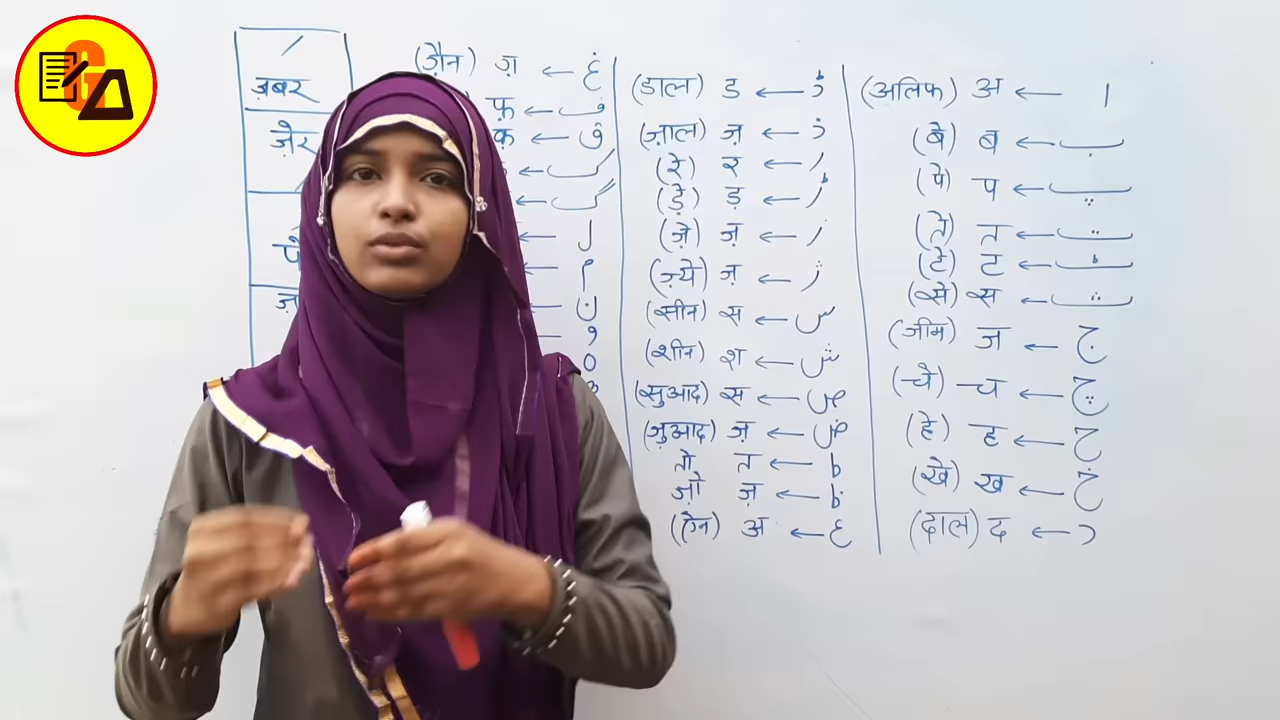 (अलिफ) अ ← ا
(बे) ब ← ب
(पे) प ← پ
(ते) त ← ت
(टे) ट ← ٹ
(से) स ← ث
(जीम) ज ← ج
(चे) च ← چ
(हे) ह ← ح
(खे) ख ← خ
(दाल) द ← د
(डाल) ड ← ڈ
(ज़ाल) ज़ ← ذ
(रे) र ← ر
(ड़े) ड़ ← ڑ
(ज़े) ज़ ← ز
(ज़्ये) ज़ ← ژ
(सीन) स ← س
(शीन) श ← ش
(सुआद) स ← ص
(ज़ुआद) ज़ ← ض
तो त ← ط
ज़ो ज़ ← ظ
(ऐन) अ ← ع
(ग़ैन) ग़ ← غ
फ़ ← ف
क़ ← ق
← ک
← گ
← ل
← م
← ن
و
ہ
ज़बर
ज़ेर